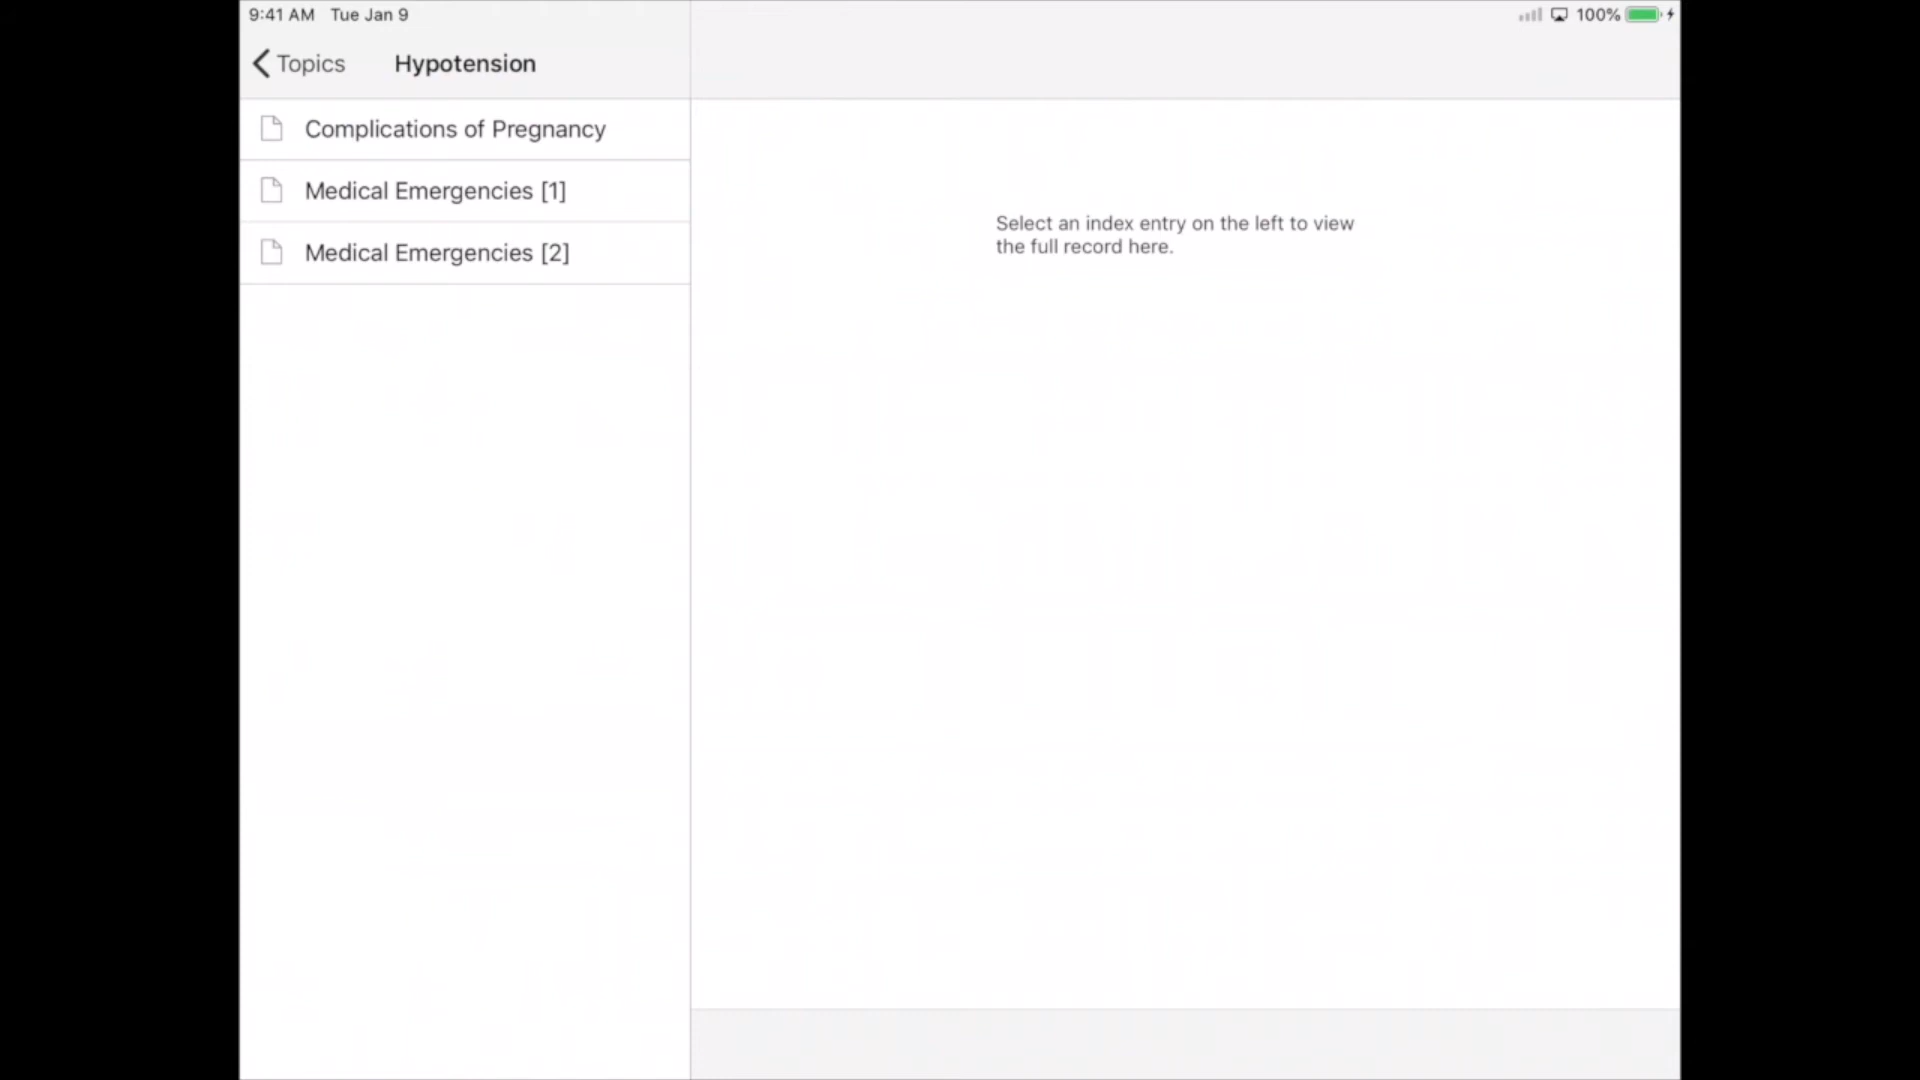 9:41 AM Tue Jan 9
100%
Topics
Hypotension
Complications of Pregnancy
Medical Emergencies [1]
Medical Emergencies [2]
Select an index entry on the left to view
the full record here.